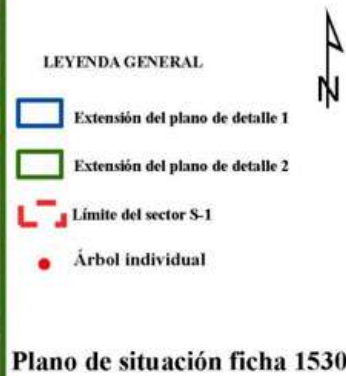 LEYENDA GENERAL
N
Extensión del plano de detalle 1
Extensión del plano de detalle 2
Límite del sector S-1
Árbol individual
Plano de situación ficha 1530